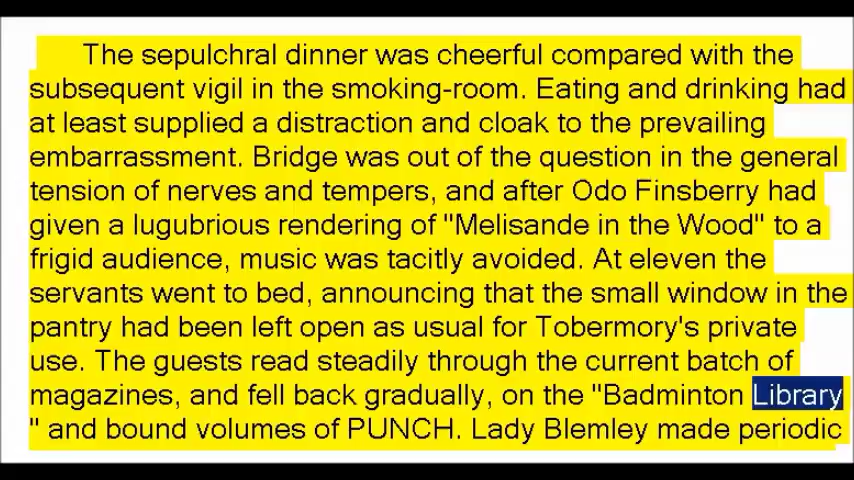 The sepulchral dinner was cheerful compared with the
subsequent vigil in the smoking-room. Eating and drinking had
at least supplied a distraction and cloak to the prevailing
embarrassment. Bridge was out of the question in the general
tension of nerves and tempers, and after Odo Finsberry had
given a lugubrious rendering of "Melisande in the Wood" to a
frigid audience, music was tacitly avoided. At eleven the
servants went to bed, announcing that the small window in the
pantry had been left open as usual for Tobermory's private
use. The guests read steadily through the current batch of
magazines, and fell back gradually, on the "Badminton Library
" and bound volumes of PUNCH. Lady Blemley made periodic